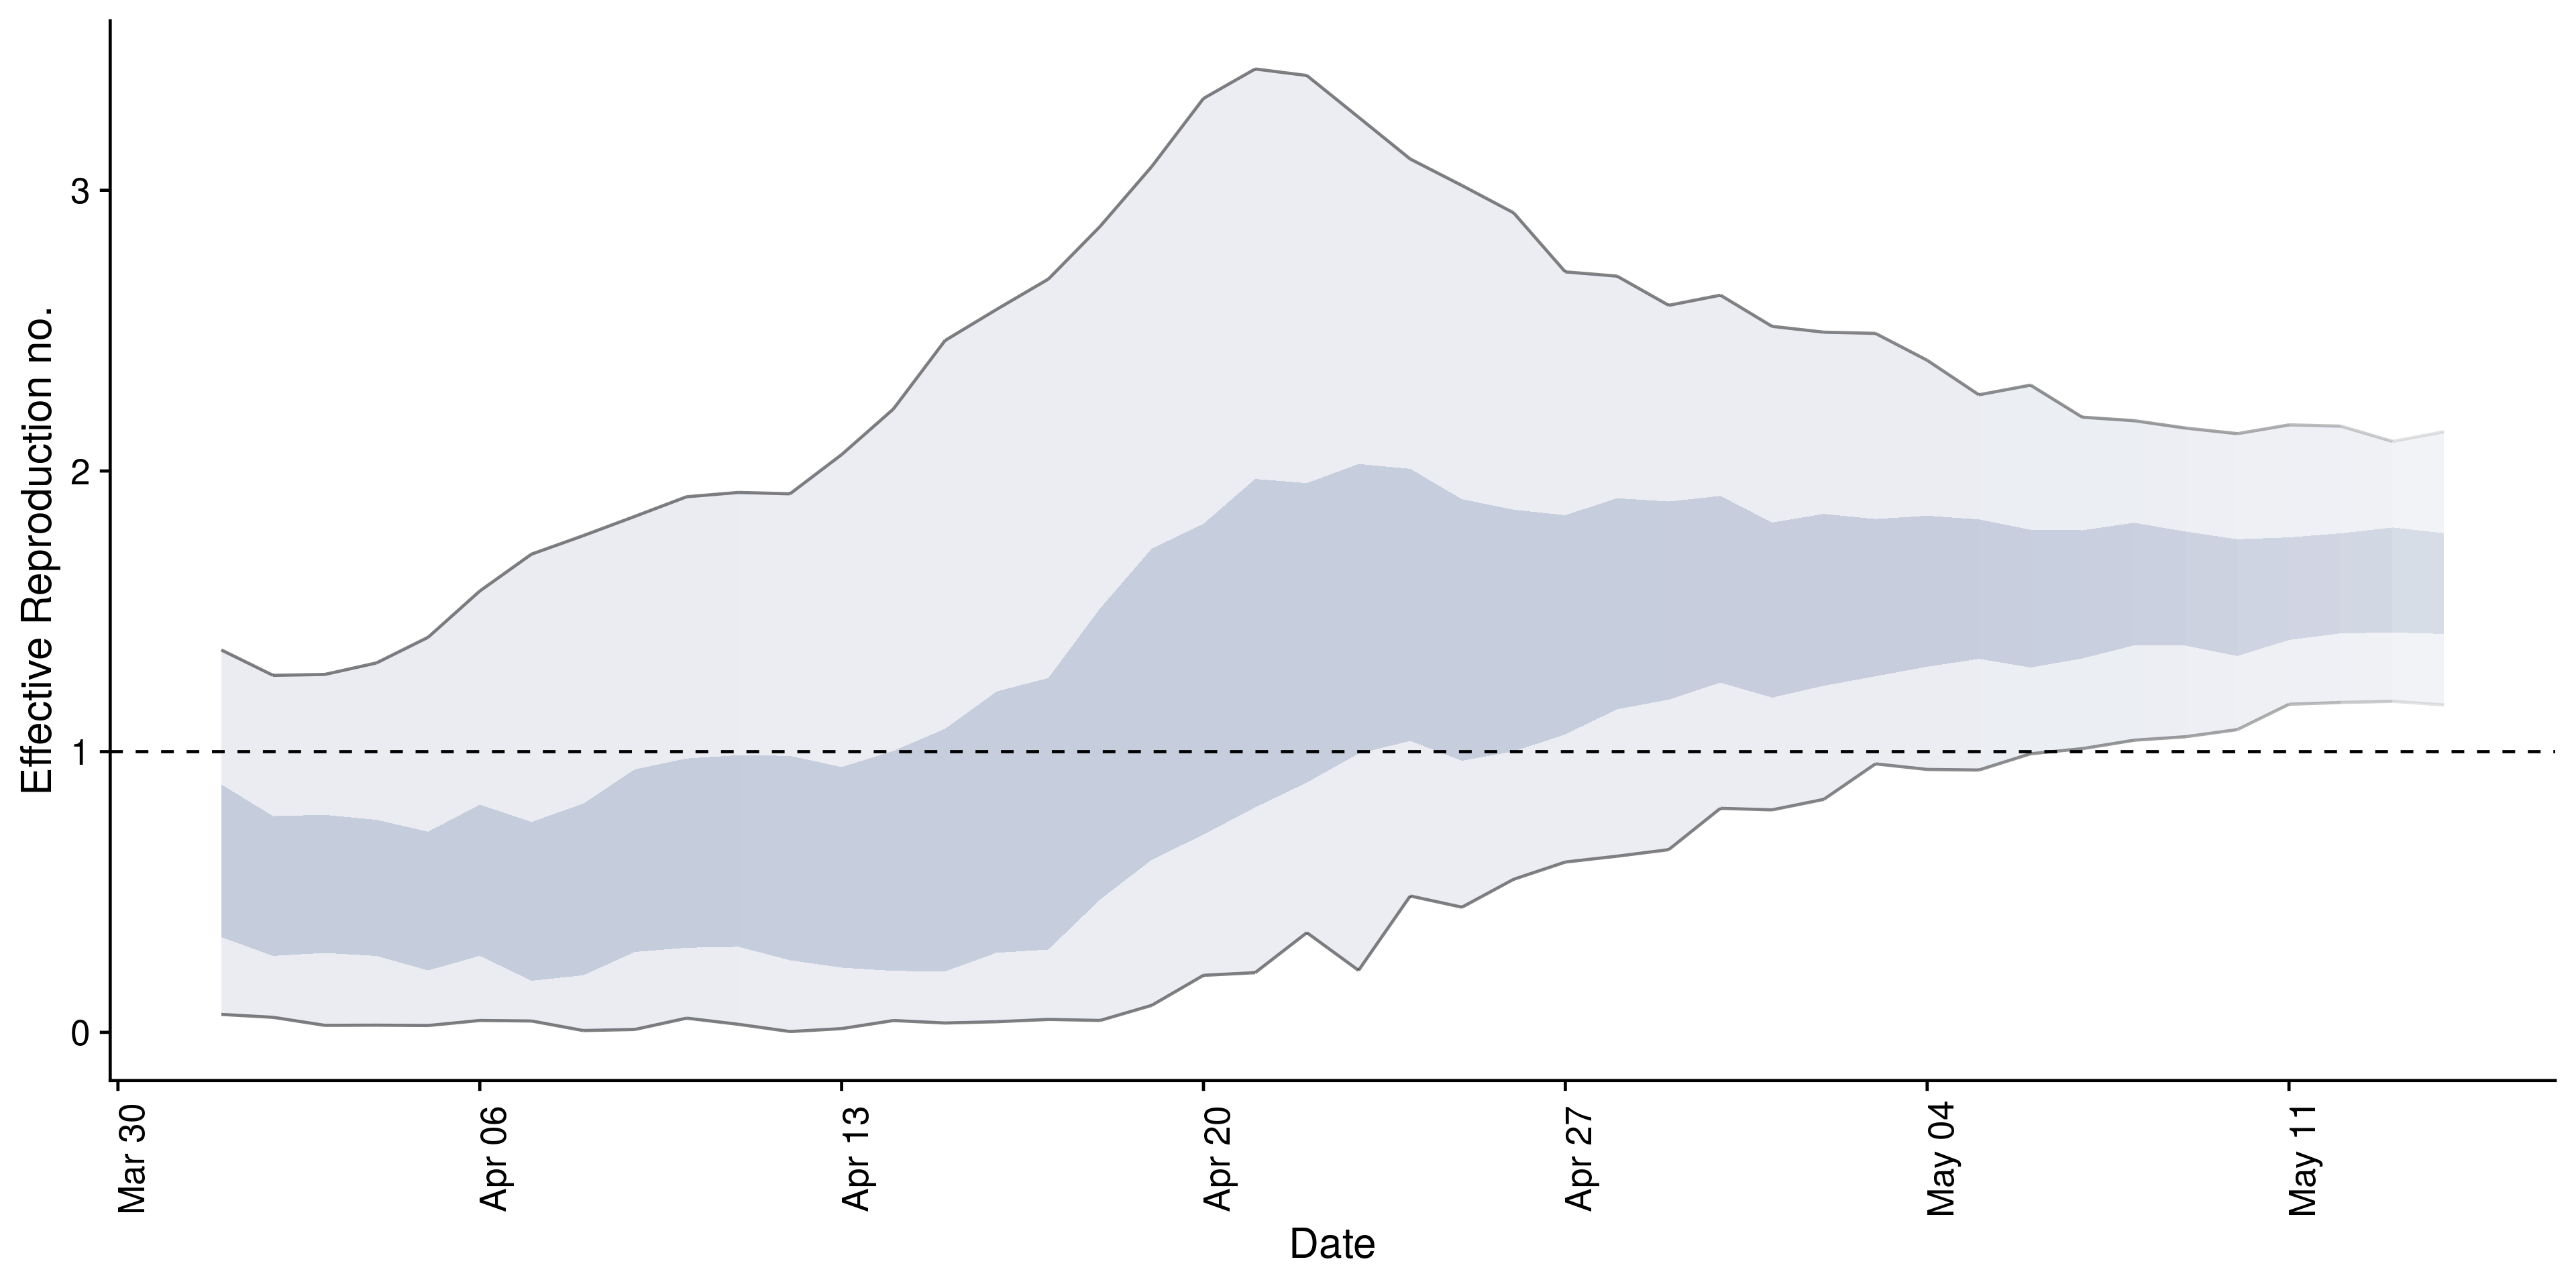 Effective Reproduction no.
3
2
1
0
Mar 30
Apr 06
Apr 13
Apr 20
Apr 27
May 04
May 11
Date